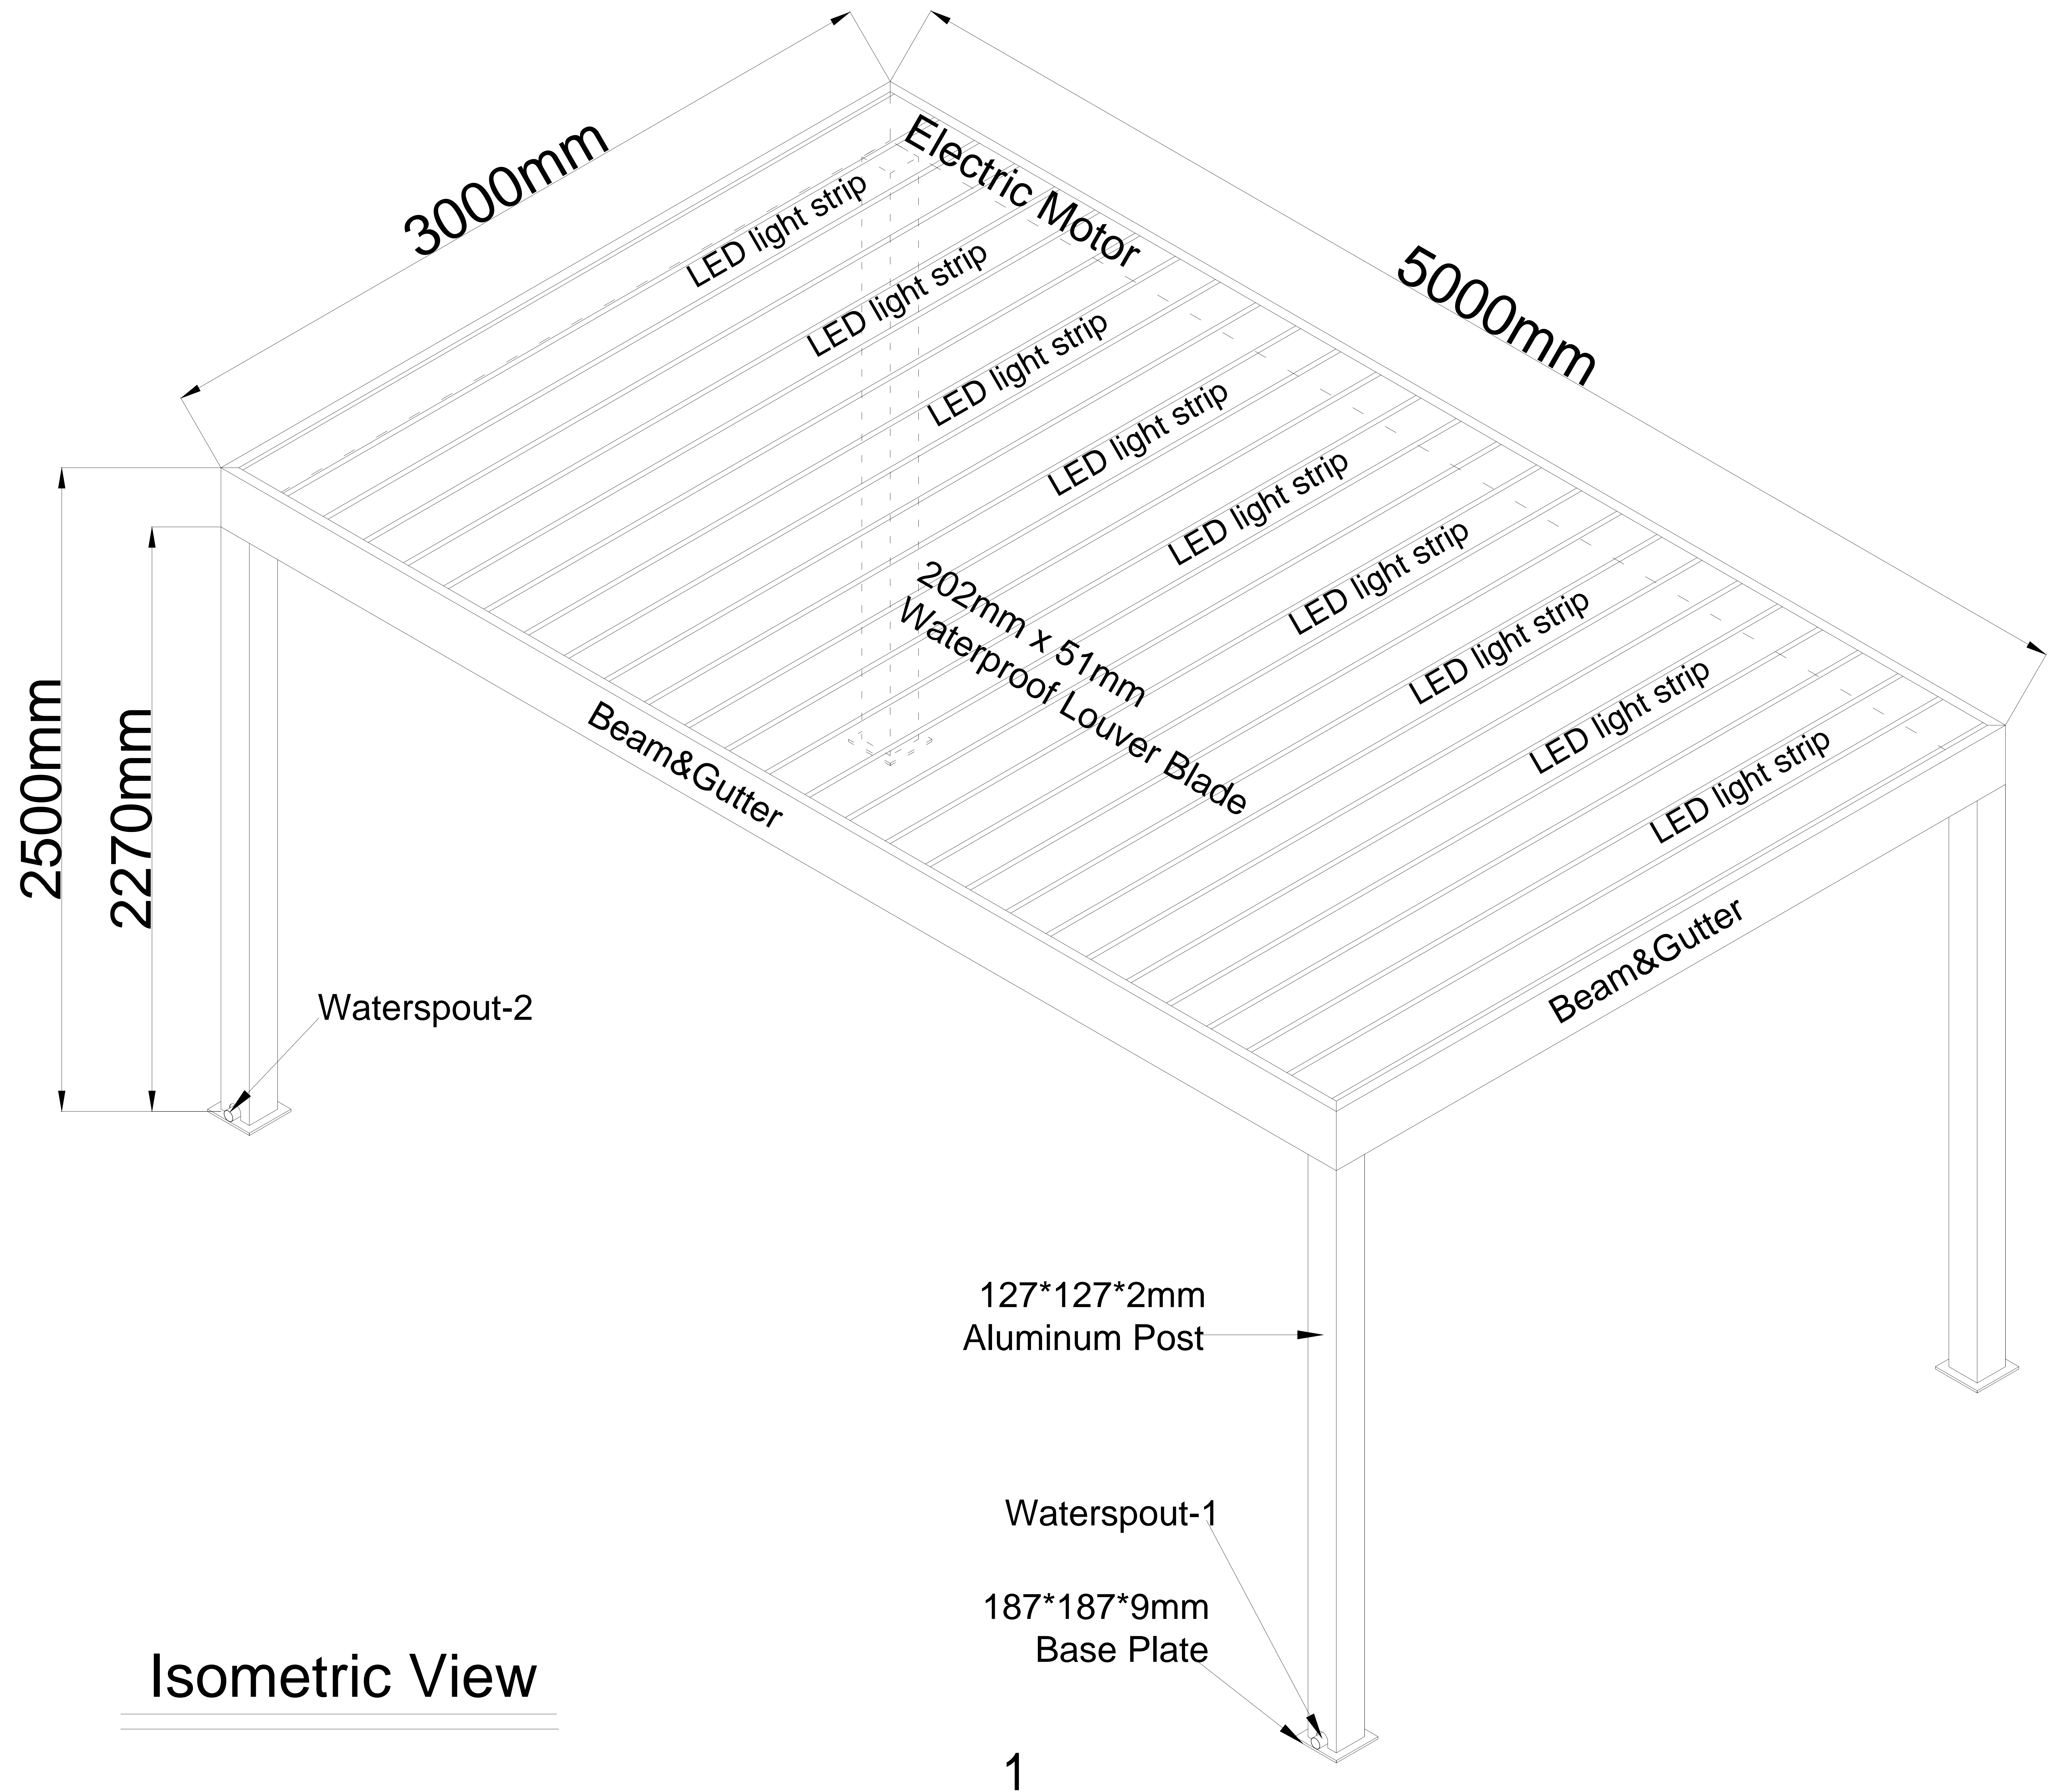 3000mm
5000mm
Electric Motor
LED light strip
LED light strip
LED light strip
LED light strip
LED light strip
LED light strip
LED light strip
LED light strip
LED light strip
202mm x 51mm
Waterproof Louver Blade
2500mm
2270mm
Beam&Gutter
Beam&Gutter
Waterspout-2
127*127*2mm
Aluminum Post
Waterspout-1
187*187*9mm
Base Plate
Isometric View
1